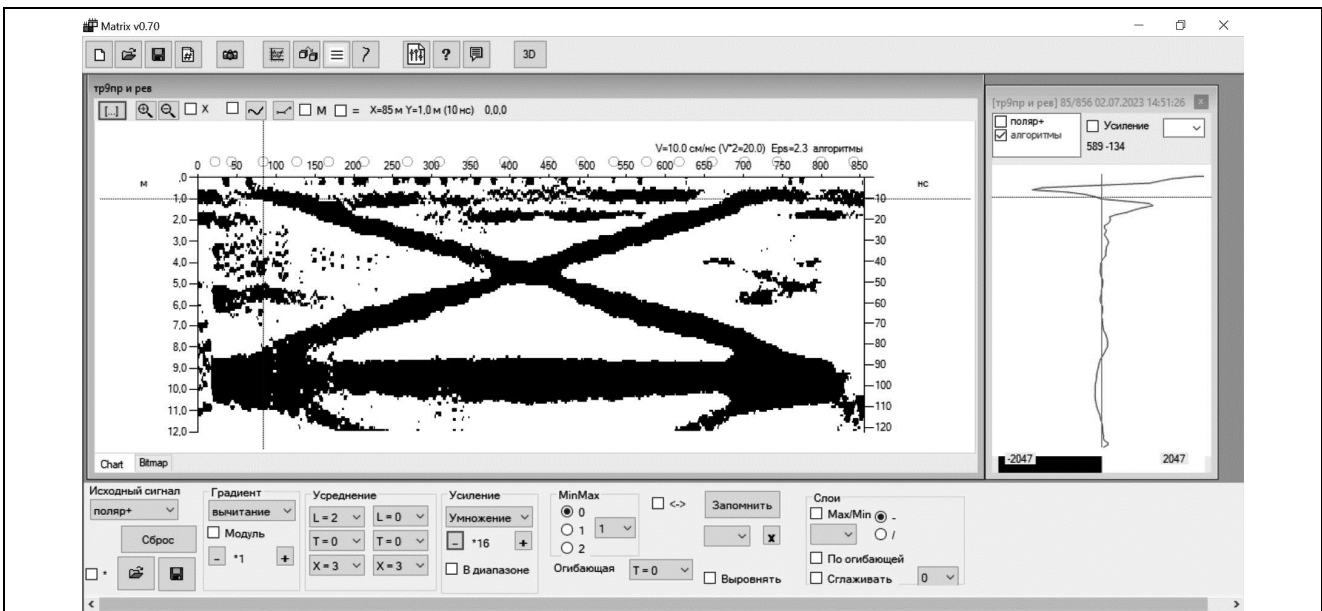 Matrix v0.70
3D
тр9пр и рев
[...] X M = X=85 м Y=1,0 м (10 нс) 0,0,0
V=10.0 см/нс (V*2=20.0) Eps=2.3 алгоритмы
0 50 100 150 200 250 300 350 400 450 500 550 600 650 700 750 800 850
м нс
,0
1,0 10
2,0
3,0 30
4,0 40
5,0 50
6,0 60
7,0 70
8,0 80
9,0 90
10,0 100
11,0 110
12,0 120
Chart Bitmap
[тр9пр и рев] 85/856 02.07.2023 14:51:26 x
поляр+ Усиление
алгоритмы
589 -134
-2047 2047
Исходный сигнал Градиент Усреднение Усиление MinMax <-> Запомнить Слои
поляр+ вычитание L = 2 L = 0 Умножение 0 Max/Min -
Сброс Модуль T = 0 T = 0 - *16 + 1 1 x /
* - *1 + X = 3 X = 3 В диапазоне 2 По огибающей
Огибающая T = 0 Выровнять Сглаживать 0